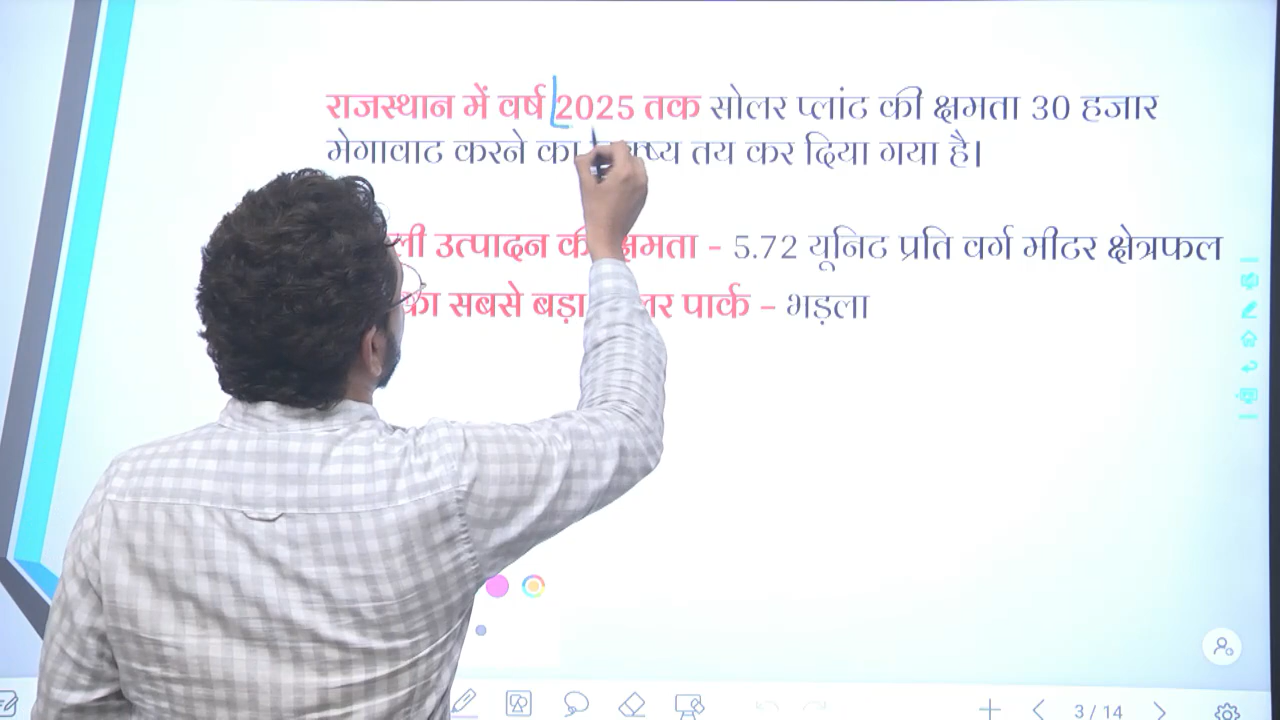 राजस्थान में वर्ष 2025 तक सोलर प्लांट की क्षमता 30 हजार
मेगावाट करने का तय कर दिया गया है।
उत्पादन की क्षमता – 5.72 यूनिट प्रति वर्ग मीटर क्षेत्रफल
का सबसे बड़ा पार्क – भड़ला
3 / 14